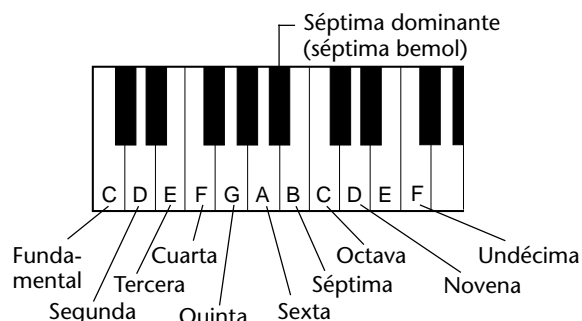 Séptima dominante
(séptima bemol)
C D E F G A B C D E F
Funda-
mental
Cuarta
Octava
Undécima
Tercera
Séptima
Novena
Segunda
Quinta
Sexta